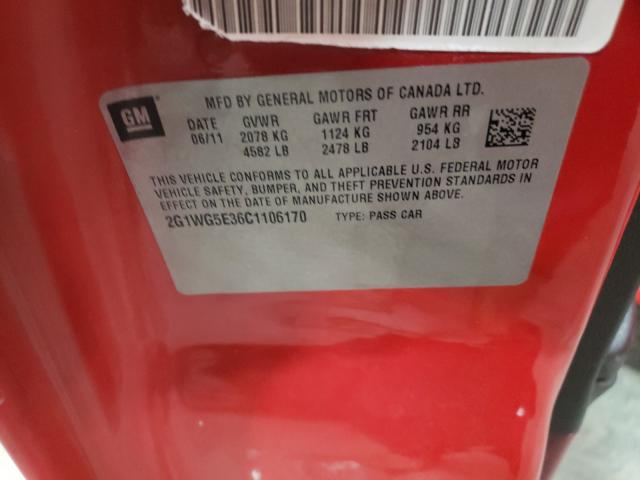 GM
MFD BY GENERAL MOTORS OF CANADA LTD.
DATE GVWR GAWR FRT GAWR RR
06/11 2078 KG 1124 KG 954 KG
4582 LB 2478 LB 2104 LB
THIS VEHICLE CONFORMS TO ALL APPLICABLE U.S. FEDERAL MOTOR
VEHICLE SAFETY, BUMPER, AND THEFT PREVENTION STANDARDS IN
EFFECT ON THE DATE OF MANUFACTURE SHOWN ABOVE.
2G1WG5E36C1106170 TYPE: PASS CAR